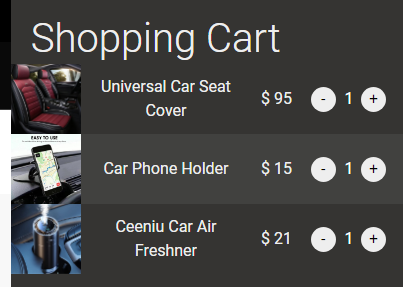 Shopping Cart
Universal Car Seat
Cover
$ 95
- 1 +
EASY TO USE
Car Phone Holder
$ 15
- 1 +
Ceeniu Car Air
Freshner
$ 21
- 1 +